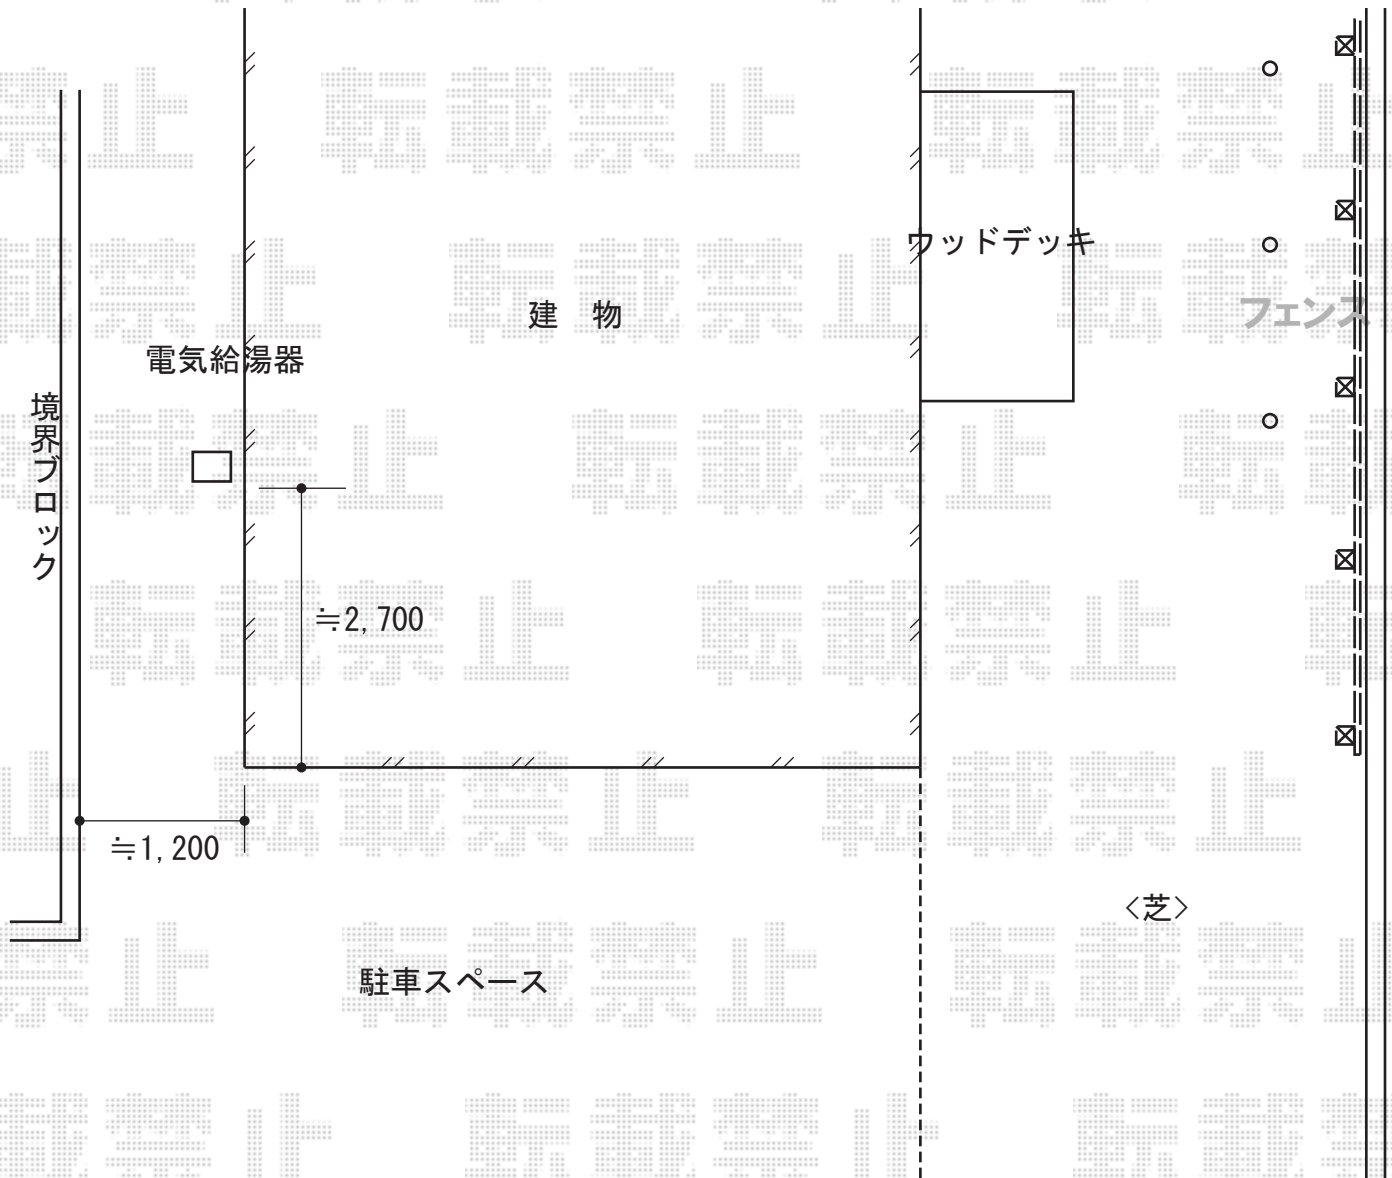 ウッドデッキ
建 物
フェンス
電気給湯器
境界ブロック
≒2,700
≒1,200
<芝>
駐車スペース
転載禁止